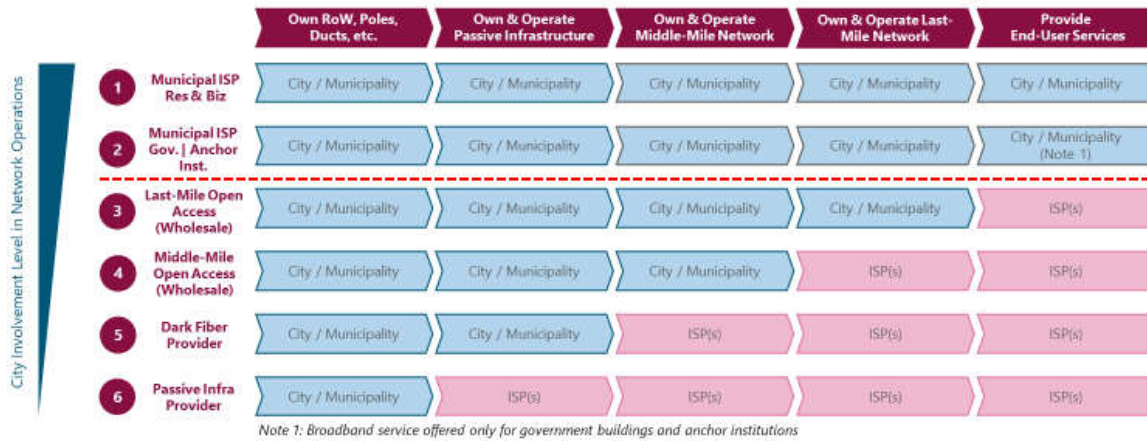 Own RoW, Poles,
Ducts, etc.
Own & Operate
Passive Infrastructure
Own & Operate
Middle-Mile Network
Own & Operate Last-
Mile Network
Provide
End-User Services
City Involvement Level in Network Operations
1
Municipal ISP
Res & Biz
City / Municipality
City / Municipality
City / Municipality
City / Municipality
City / Municipality
2
Municipal ISP
Gov. | Anchor
Inst.
City / Municipality
City / Municipality
City / Municipality
City / Municipality
City / Municipality
(Note 1)
3
Last-Mile Open
Access
(Wholesale)
City / Municipality
City / Municipality
City / Municipality
City / Municipality
ISP(s)
4
Middle-Mile
Open Access
(Wholesale)
City / Municipality
City / Municipality
City / Municipality
ISP(s)
ISP(s)
5
Dark Fiber
Provider
City / Municipality
City / Municipality
ISP(s)
ISP(s)
ISP(s)
6
Passive Infra
Provider
City / Municipality
ISP(s)
ISP(s)
ISP(s)
ISP(s)
Note 1: Broadband service offered only for government buildings and anchor institutions